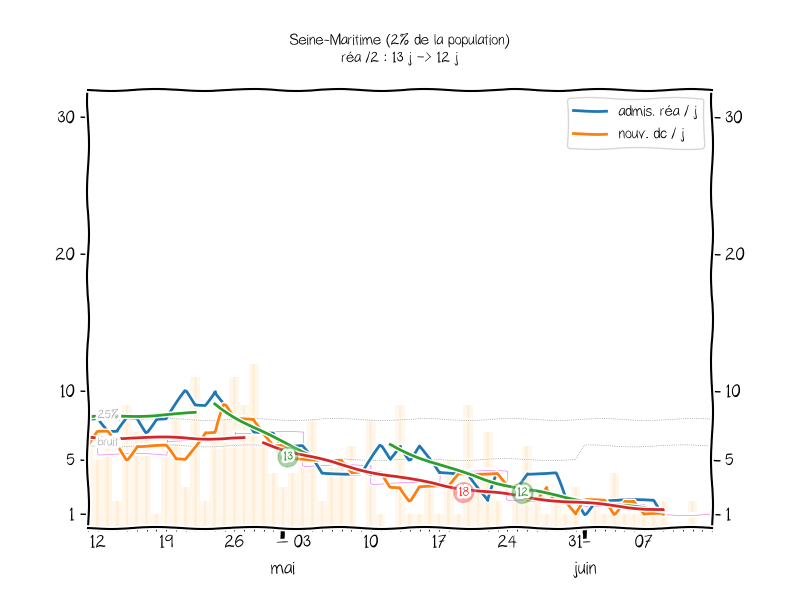 Seine-Maritime (2% de la population)
réa /2 : 13 j -> 12 j
admis. réa / j
nouv. dc / j
30 30
20 20
10 10
5 5
1 1
25%
bruit
13
18
12
12 19 26 03 10 17 24 31 07
mai juin